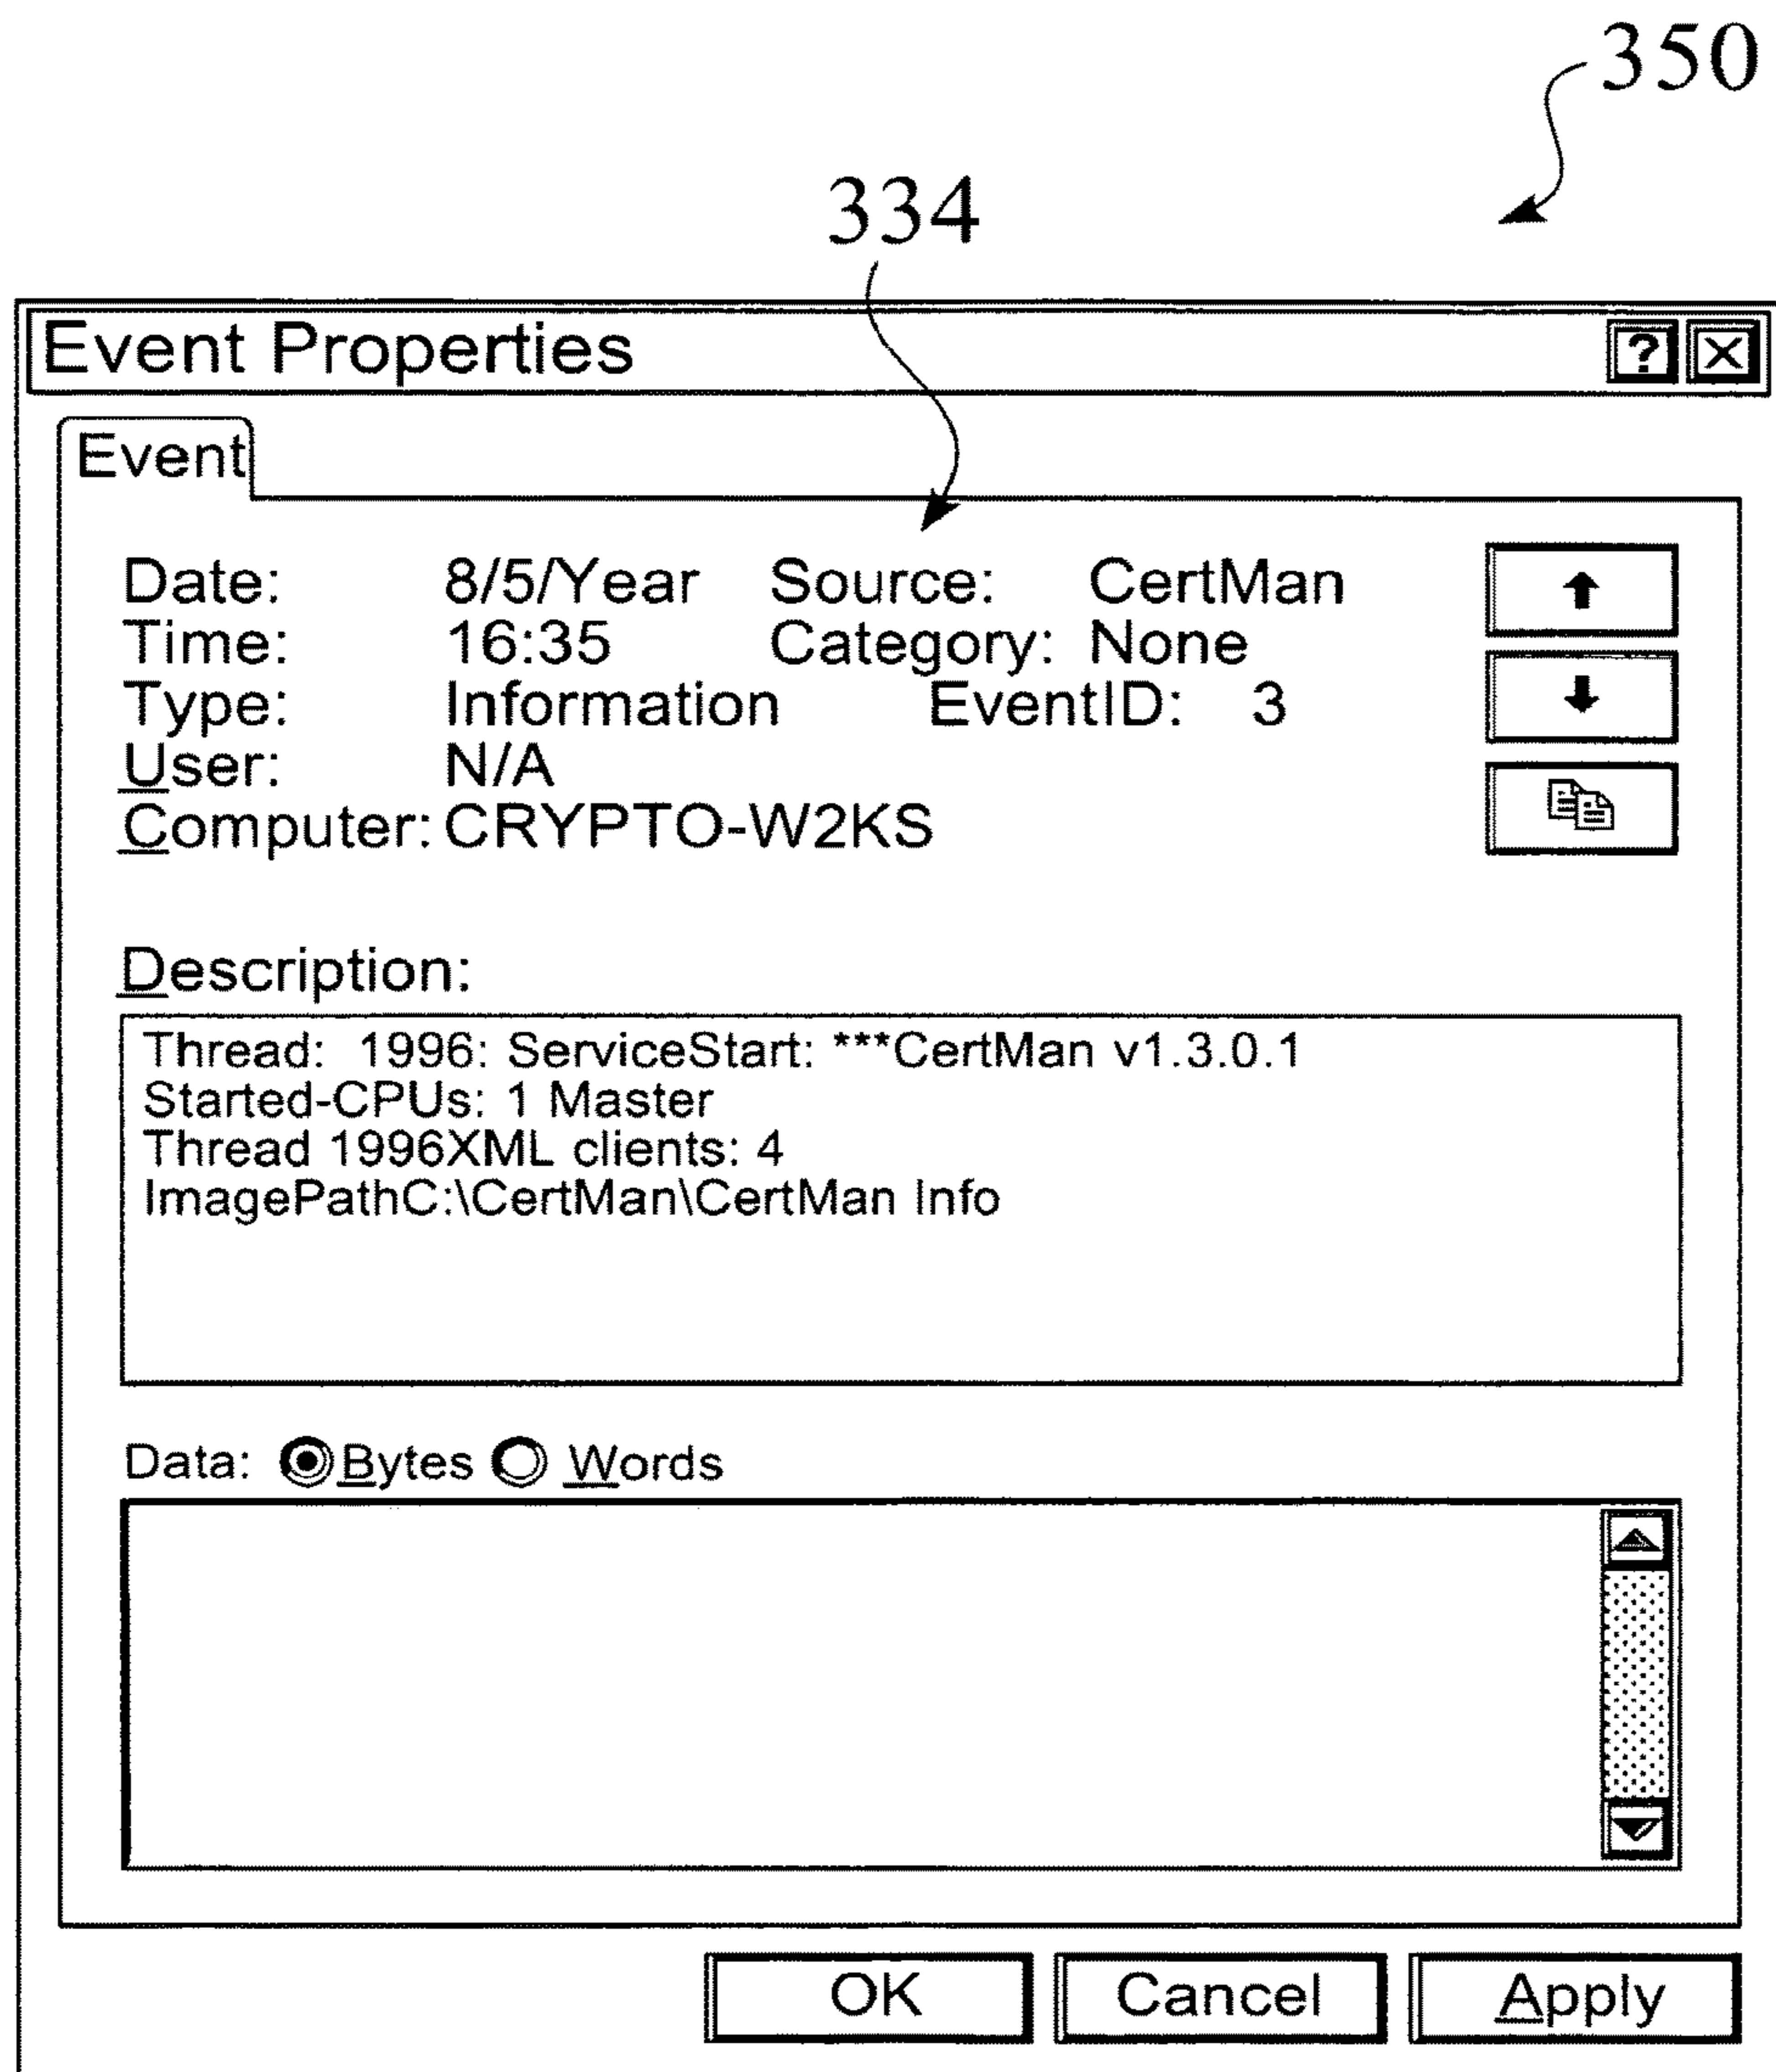 350
334
Event Properties
Event
Date: 8/5/Year Source: CertMan
Time: 16:35 Category: None
Type: Information EventID: 3
User: N/A
Computer: CRYPTO-W2KS
Description:
Thread: 1996: ServiceStart: ***CertMan v1.3.0.1
Started-CPUs: 1 Master
Thread 1996XML clients: 4
ImagePathC:\CertMan\CertMan Info
Data: Bytes Words
OK Cancel Apply